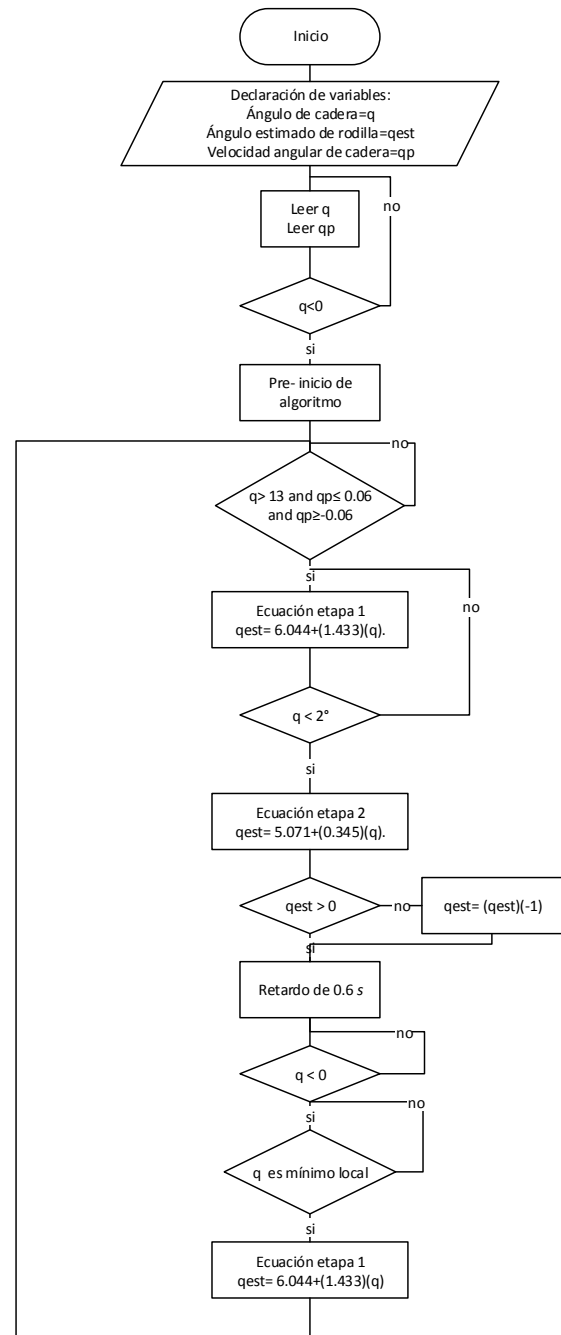 Inicio
Declaración de variables:
Ángulo de cadera=q
Ángulo estimado de rodilla=qest
Velocidad angular de cadera=qp
Leer q
Leer qp
no
q<0
si
Pre- inicio de
algoritmo
no
q> 13 and qp≤ 0.06
and qp≥-0.06
si
no
Ecuación etapa 1
qest= 6.044+(1.433)(q).
q < 2°
si
Ecuación etapa 2
qest= 5.071+(0.345)(q).
qest > 0
no
qest= (qest)(-1)
si
Retardo de 0.6 s
no
q < 0
si
no
q es mínimo local
si
Ecuación etapa 1
qest= 6.044+(1.433)(q)